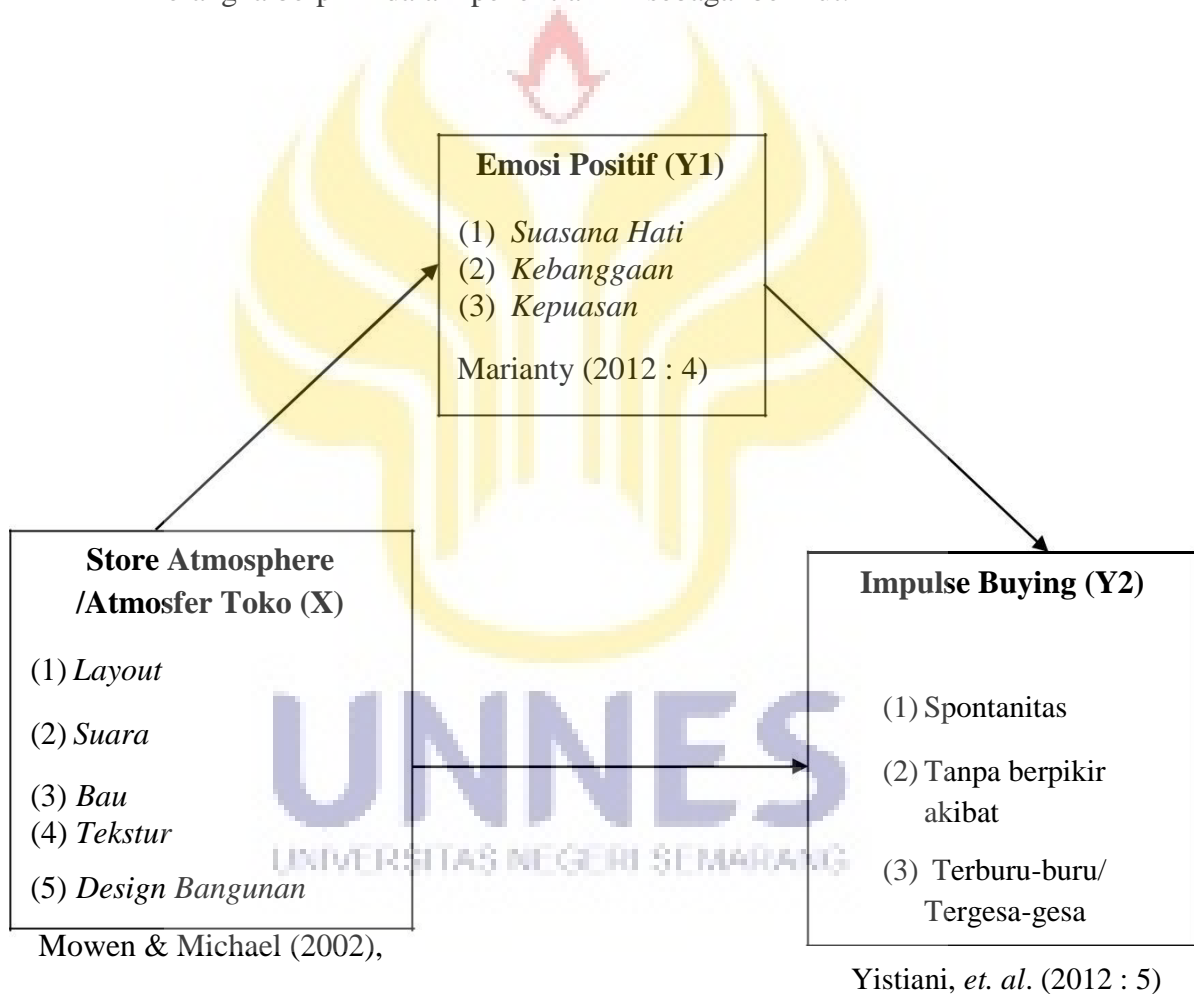 Emosi Positif (Y1)
(1) Suasana Hati
(2) Kebanggaan
(3) Kepuasan
Marianty (2012 : 4)
Store Atmosphere
/Atmosfer Toko (X)
(1) Layout
(2) Suara
(3) Bau
(4) Tekstur
(5) Design Bangunan
Mowen & Michael (2002),
Impulse Buying (Y2)
(1) Spontanitas
(2) Tanpa berpikir
akibat
(3) Terburu-buru/
Tergesa-gesa
Yistiani, et. al. (2012 : 5)
UNNES
UNIVERSITAS NEGERI SEMARANG